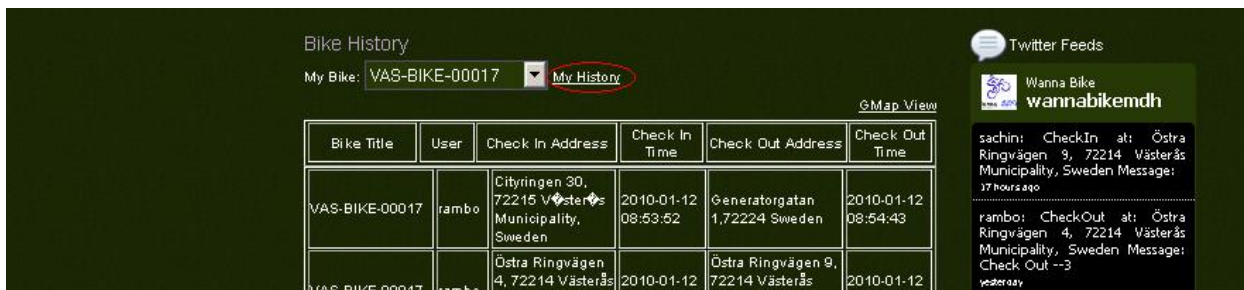 Bike History
My Bike: VAS-BIKE-00017 My History
GMap View
Bike Title User Check In Address Check In Time Check Out Address Check Out Time
VAS-BIKE-00017 rambo Cityringen 30, 72215 V�ster�s Municipality, Sweden 2010-01-12 08:53:52 Generatorgatan 1,72224 Sweden 2010-01-12 08:54:43
VAS-BIKE-00017 rambo Östra Ringvägen 4, 72214 Västerås 2010-01-12 Östra Ringvägen 9, 72214 Västerås 2010-01-12
Twitter Feeds
Wanna Bike
wannabikemdh
sachin: CheckIn at: Östra
Ringvägen 9, 72214 Västerås
Municipality, Sweden Message:
17 hours ago
rambo: CheckOut at: Östra
Ringvägen 4, 72214 Västerås
Municipality, Sweden Message:
Check Out --3
yesterday